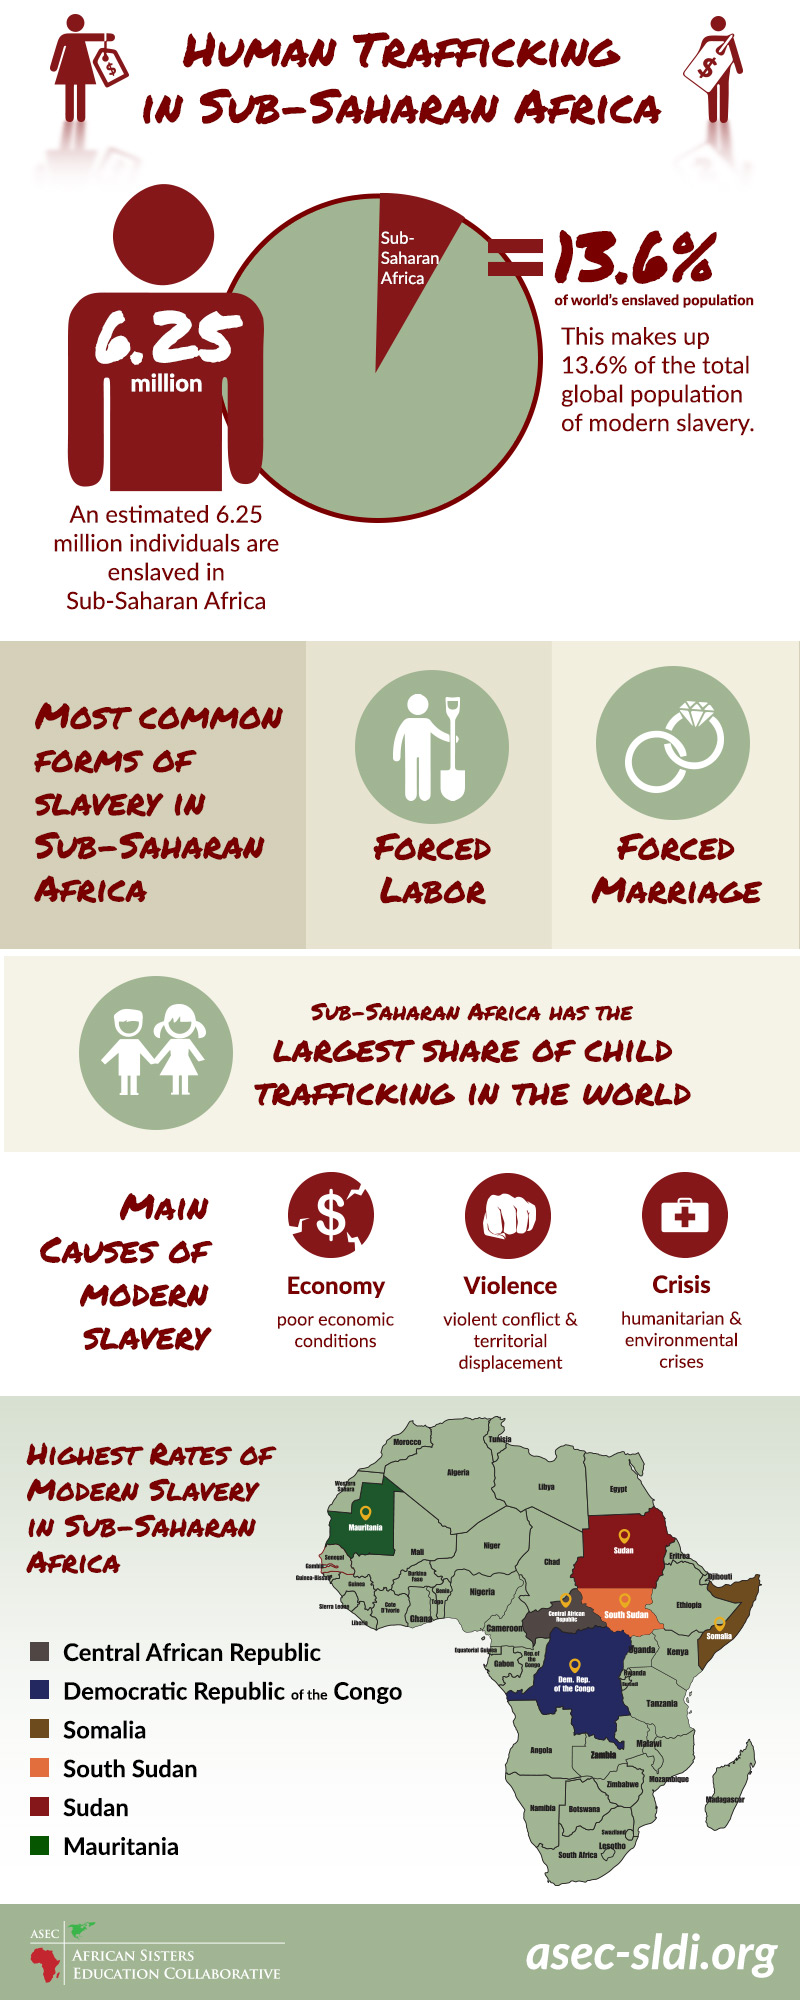 Human Trafficking
in Sub-Saharan Africa
$
$
Sub-
Saharan
Africa
6.25
million
13.6%
of world's enslaved population
This makes up
13.6% of the total
global population
of modern slavery.
An estimated 6.25
million individuals are
enslaved in
Sub-Saharan Africa
Most common
forms of
slavery in
Sub-Saharan
Africa
Forced
Labor
Forced
Marriage
Sub-Saharan Africa has the
largest share of child
trafficking in the world
Main
Causes of
modern
slavery
$
Economy
poor economic
conditions
Violence
violent conflict &
territorial
displacement
Crisis
humanitarian &
environmental
crises
Highest Rates of
Modern Slavery
in Sub-Saharan
Africa
Central African Republic
Democratic Republic of the Congo
Somalia
South Sudan
Sudan
Mauritania
Morocco
Tunisia
Algeria
Libya
Egypt
Western
Sahara
Mauritania
Mali
Niger
Chad
Sudan
Eritrea
Djibouti
Senegal
Gambia
Guinea-Bissau
Guinea
Sierra Leone
Liberia
Cote
D'Ivorie
Burkina
Faso
Ghana
Togo
Benin
Nigeria
Cameroon
Central African
Republic
South Sudan
Ethiopia
Somalia
Equatorial Guinea
Gabon
Rep of
the
Congo
Dem. Rep.
of the Congo
Uganda
Kenya
Rwanda
Burundi
Tanzania
Angola
Zambia
Malawi
Mozambique
Zimbabwe
Namibia
Botswana
Swaziland
Lesotho
South Africa
Madagascar
ASEC
African Sisters
Education Collaborative
asec-sldi.org